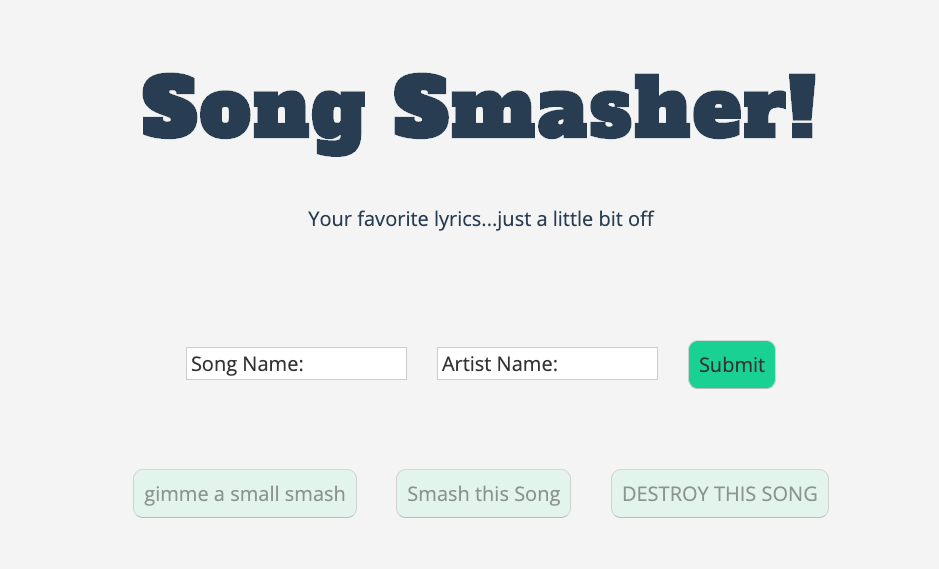 Song Smasher!
Your favorite lyrics...just a little bit off
Song Name: Artist Name: Submit
gimme a small smash Smash this Song DESTROY THIS SONG